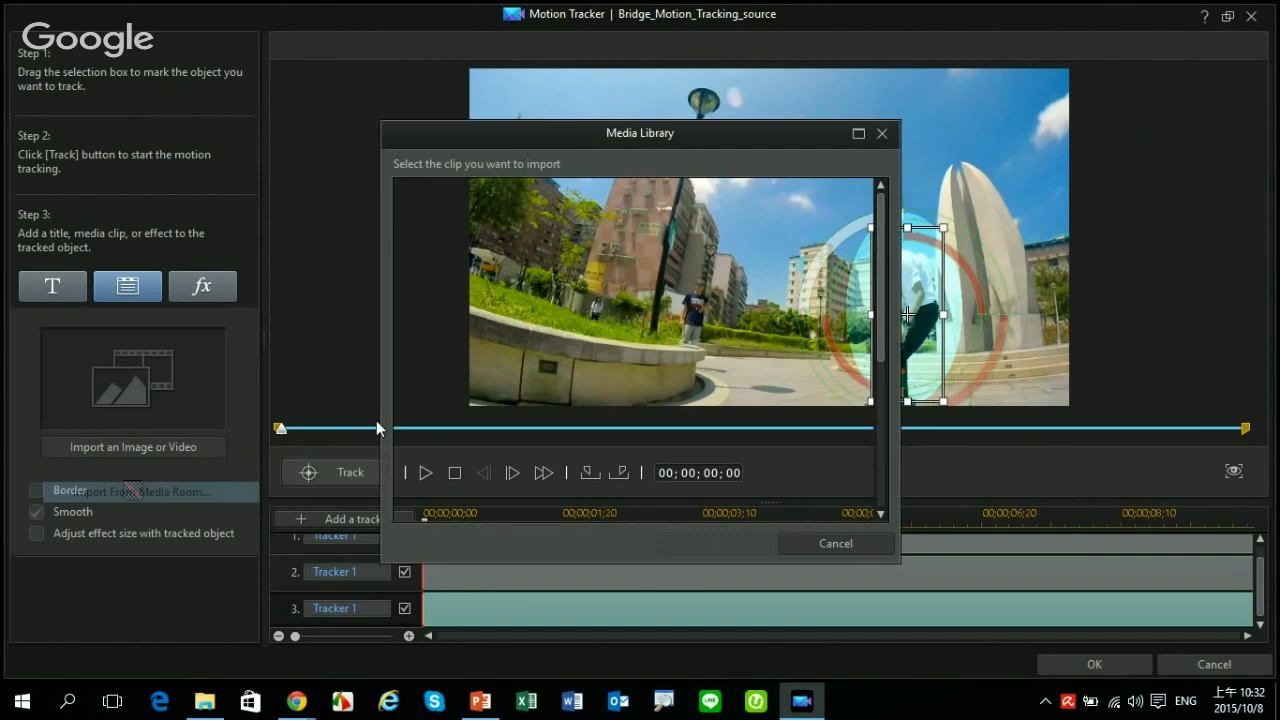 Motion Tracker | Bridge_Motion_Tracking_source
Google
Step 1:
Drag the selection box to mark the object you
want to track.
Step 2:
Click [Track] button to start the motion
tracking.
Step 3:
Add a title, media clip, or effect to the
tracked object.
T
fx
Import an Image or Video
Border
Import From Media Room...
Smooth
Adjust effect size with tracked object
Media Library
Select the clip you want to import
Cancel
Track
00; 00; 00; 00
Add a track
00;00;00;00
00;00;01;20
00;00;03;10
00;00;06;20
00;00;08;10
1. Tracker 1
2. Tracker 1
3. Tracker 1
OK
Cancel
ENG
上午 10:32
2015/10/8